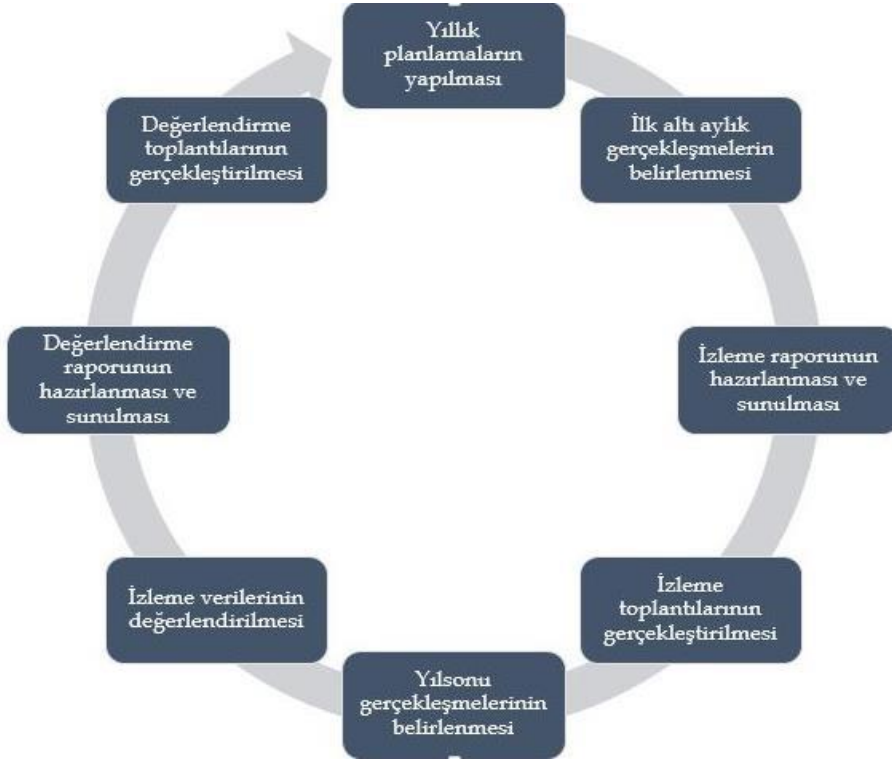 Yıllık
planlamaların
yapılması
İlk altı aylık
gerçekleşmelerin
belirlenmesi
İzleme raporunun
hazırlanması ve
sunulması
İzleme
toplantılarının
gerçekleştirilmesi
Yılsonu
gerçekleşmelerinin
belirlenmesi
İzleme verilerinin
değerlendirilmesi
Değerlendirme
raporunun
hazırlanması ve
sunulması
Değerlendirme
toplantılarının
gerçekleştirilmesi